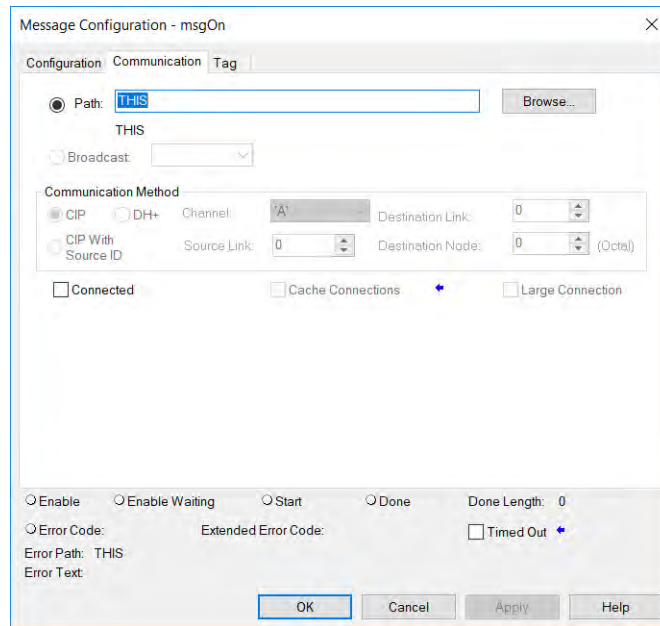 Message Configuration - msgOn
Configuration Communication Tag
Path: THIS Browse...
THIS
Broadcast:
Communication Method
CIP DH+ Channel: 'A' Destination Link: 0
CIP With Source ID Source Link: 0 Destination Node: 0 (Octal)
Connected Cache Connections Large Connection
Enable Enable Waiting Start Done Done Length: 0
Error Code: Extended Error Code: Timed Out
Error Path: THIS
Error Text:
OK Cancel Apply Help